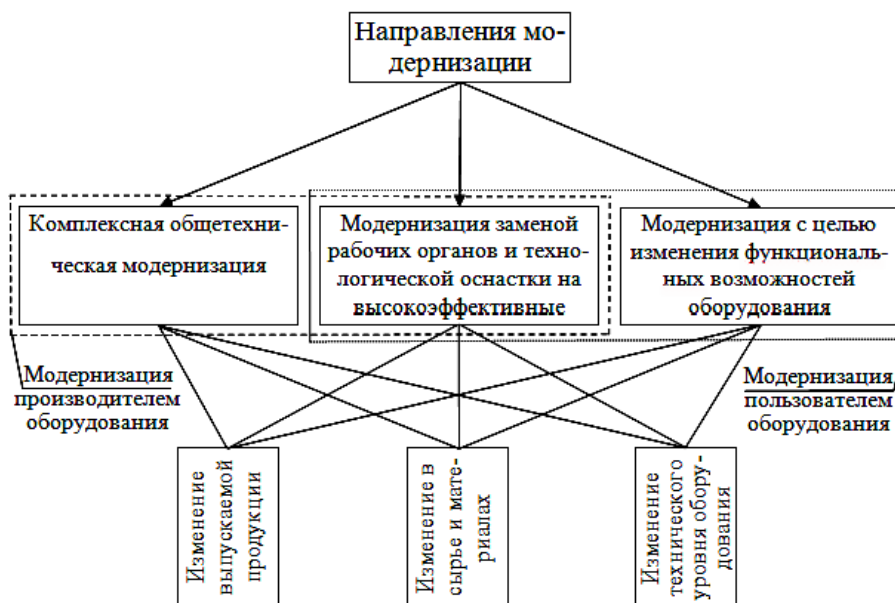 Направления мо-
дернизации
Комплексная общетехни-
ческая модернизация
Модернизация заменой
рабочих органов и техно-
логической оснастки на
высокоэффективные
Модернизация с целью
изменения функциональ-
ных возможностей
оборудования
Модернизация
производителем
оборудования
Модернизация
пользователем
оборудования
Изменение
выпускаемой
продукции
Изменение в
сырье и мате-
риалах
Изменение
технического
уровня обору-
дования